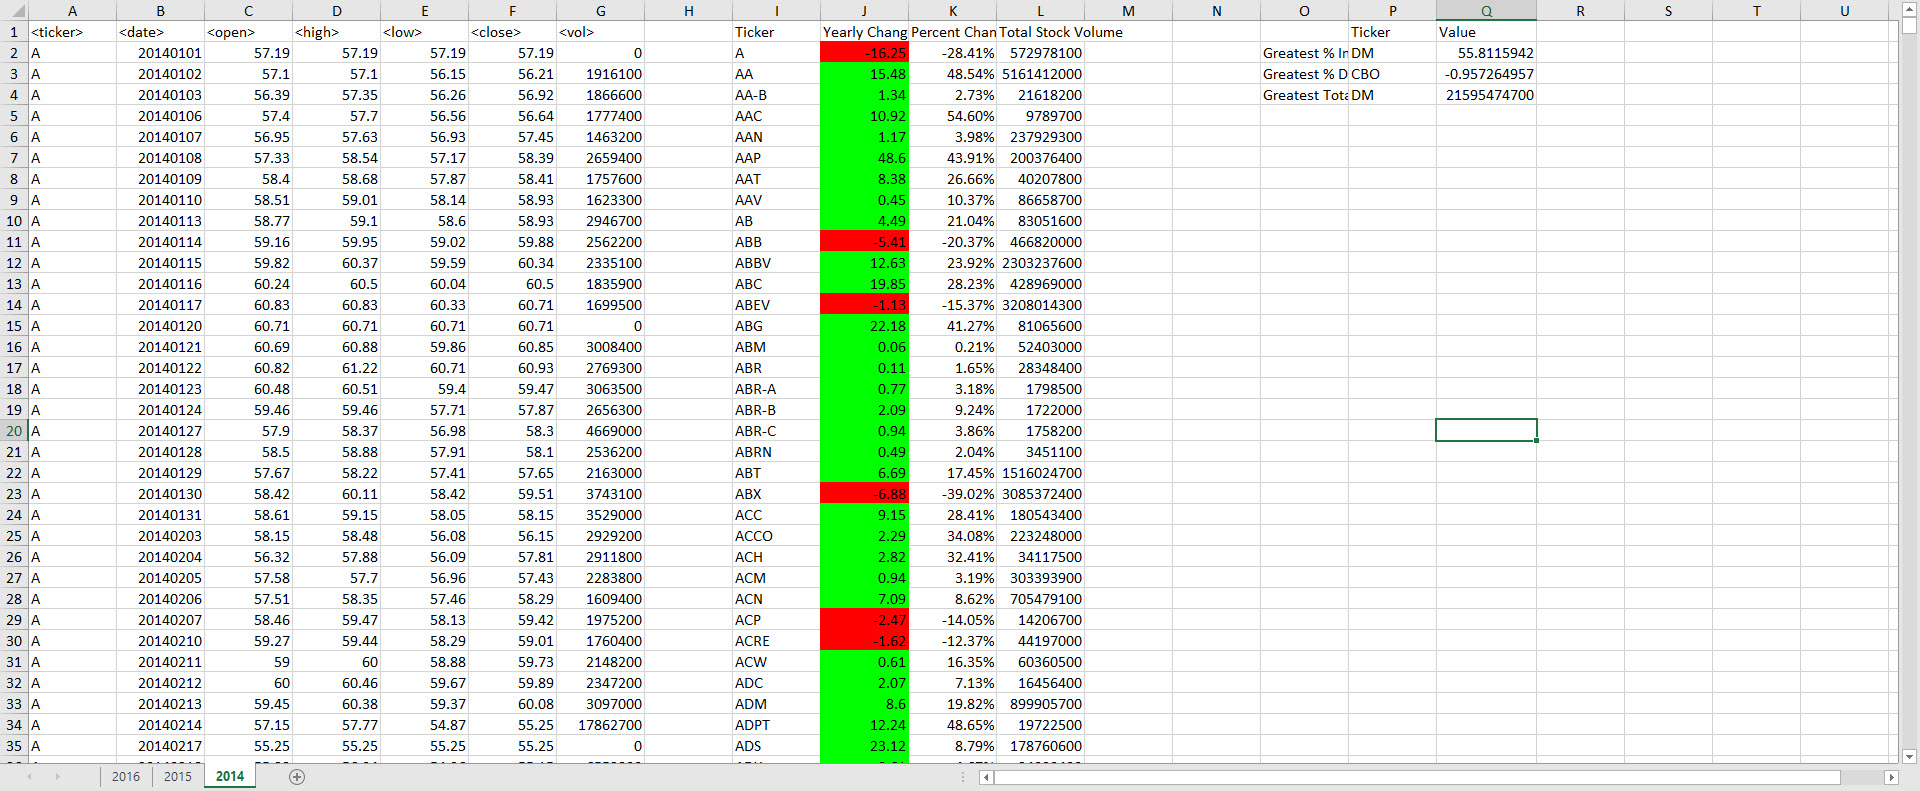 A B C D E F G H I J K L M N O P Q R S T U
1 <ticker> <date> <open> <high> <low> <close> <vol> Ticker Yearly Chang Percent Chan Total Stock Volume Ticker Value
2 A 20140101 57.19 57.19 57.19 57.19 0 A -16.25 -28.41% 572978100 Greatest % In DM 55.8115942
3 A 20140102 57.1 57.1 56.15 56.21 1916100 AA 15.48 48.54% 5161412000 Greatest % D CBO -0.957264957
4 A 20140103 56.39 57.35 56.26 56.92 1866600 AA-B 1.34 2.73% 21618200 Greatest Tota DM 21595474700
5 A 20140106 57.4 57.7 56.56 56.64 1777400 AAC 10.92 54.60% 9789700
6 A 20140107 56.95 57.63 56.93 57.45 1463200 AAN 1.17 3.98% 237929300
7 A 20140108 57.33 58.54 57.17 58.39 2659400 AAP 48.6 43.91% 200376400
8 A 20140109 58.4 58.68 57.87 58.41 1757600 AAT 8.38 26.66% 40207800
9 A 20140110 58.51 59.01 58.14 58.93 1623300 AAV 0.45 10.37% 86658700
10 A 20140113 58.77 59.1 58.6 58.93 2946700 AB 4.49 21.04% 83051600
11 A 20140114 59.16 59.95 59.02 59.88 2562200 ABB -5.41 -20.37% 466820000
12 A 20140115 59.82 60.37 59.59 60.34 2335100 ABBV 12.63 23.92% 2303237600
13 A 20140116 60.24 60.5 60.04 60.5 1835900 ABC 19.85 28.23% 428969000
14 A 20140117 60.83 60.83 60.33 60.71 1699500 ABEV -1.13 -15.37% 3208014300
15 A 20140120 60.71 60.71 60.71 60.71 0 ABG 22.18 41.27% 81065600
16 A 20140121 60.69 60.88 59.86 60.85 3008400 ABM 0.06 0.21% 52403000
17 A 20140122 60.82 61.22 60.71 60.93 2769300 ABR 0.11 1.65% 28348400
18 A 20140123 60.48 60.51 59.4 59.47 3063500 ABR-A 0.77 3.18% 1798500
19 A 20140124 59.46 59.46 57.71 57.87 2656300 ABR-B 2.09 9.24% 1722000
20 A 20140127 57.9 58.37 56.98 58.3 4669000 ABR-C 0.94 3.86% 1758200
21 A 20140128 58.5 58.88 57.91 58.1 2536200 ABRN 0.49 2.04% 3451100
22 A 20140129 57.67 58.22 57.41 57.65 2163000 ABT 6.69 17.45% 1516024700
23 A 20140130 58.42 60.11 58.42 59.51 3743100 ABX -6.88 -39.02% 3085372400
24 A 20140131 58.61 59.15 58.05 58.15 3529000 ACC 9.15 28.41% 180543400
25 A 20140203 58.15 58.48 56.08 56.15 2929200 ACCO 2.29 34.08% 223248000
26 A 20140204 56.32 57.88 56.09 57.81 2911800 ACH 2.82 32.41% 34117500
27 A 20140205 57.58 57.7 56.96 57.43 2283800 ACM 0.94 3.19% 303393900
28 A 20140206 57.51 58.35 57.46 58.29 1609400 ACN 7.09 8.62% 705479100
29 A 20140207 58.46 59.47 58.13 59.42 1975200 ACP -2.47 -14.05% 14206700
30 A 20140210 59.27 59.44 58.29 59.01 1760400 ACRE -1.62 -12.37% 44197000
31 A 20140211 59 60 58.88 59.73 2148200 ACW 0.61 16.35% 60360500
32 A 20140212 60 60.46 59.67 59.89 2347200 ADC 2.07 7.13% 16456400
33 A 20140213 59.45 60.38 59.37 60.08 3097000 ADM 8.6 19.82% 899905700
34 A 20140214 57.15 57.77 54.87 55.25 17862700 ADPT 12.24 48.65% 19722500
35 A 20140217 55.25 55.25 55.25 55.25 0 ADS 23.12 8.79% 178760600
2016 2015 2014